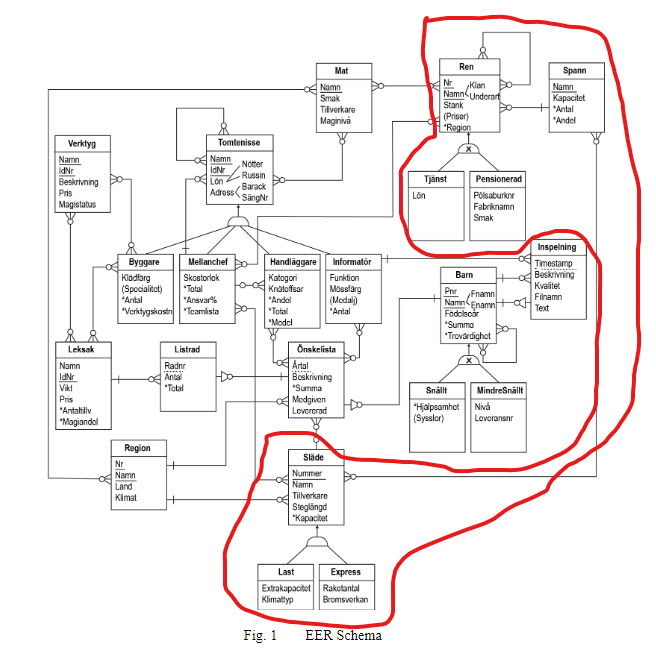 Mat
Namn
Smak
Tillverkare
Maginivå
Ren
Nr
Namn
Klan
Underart
Stank
(Priser)
*Region
Spann
Namn
Kapacitet
*Antal
*Andel
Verktyg
Namn
IdNr
Beskrivning
Pris
Magistatus
Tomtenisse
Namn
IdNr
Lön
Adress
Nötter
Russin
Barack
SängNr
Tjänst
Lön
Pensionerad
Pölsaburknr
Fabriknamn
Smak
Byggare
Klädfärg
(Specialitet)
*Antal
*Verktygskostn
Mellanchef
Skostorlek
*Total
*Ansvar%
*Teamlista
Handläggare
Kategori
Knätoffsar
*Andel
*Total
*Medel
Informatör
Funktion
Mössfärg
(Medalj)
*Antal
Barn
Pnr
Namn
Fnamn
Enamn
Födelseår
*Summa
*Trovärdighet
Inspelning
Timestamp
Beskrivning
Kvalitet
Filnamn
Text
Leksak
Namn
IdNr
Vikt
Pris
*Antaltillv
*Magiandel
Listrad
Radnr
Antal
*Total
Önskelista
Årtal
Beskrivning
*Summa
Medgiven
Levererad
Snällt
*Hjälpsamhet
(Sysslor)
MindreSnällt
Nivå
Leveransnr
Region
Nr
Namn
Land
Klimat
Släde
Nummer
Namn
Tillverkare
Steglängd
*Kapacitet
Last
Extrakapacitet
Klimattyp
Express
Raketantal
Bromsverkan
x
x
Fig. 1 EER Schema